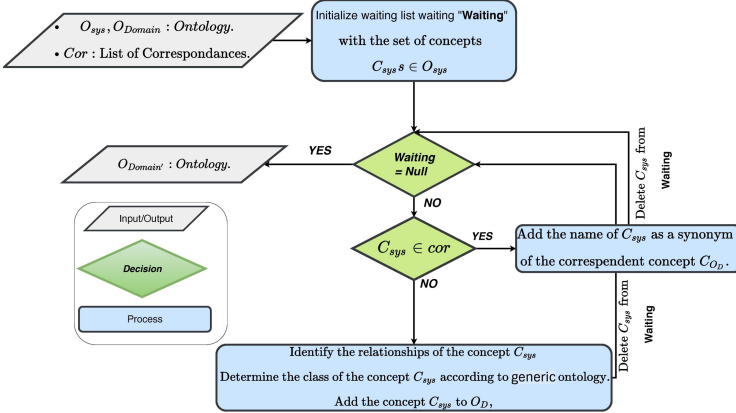 • O_sys, O_Domain : Ontology.
• Cor : List of Correspondances.
Initialize waiting list waiting "Waiting"
with the set of concepts
C_sys s ∈ O_sys
YES
O_Domain' : Ontology.
Waiting
= Null
NO
Delete C_sys from
Waiting
Input/Output
Decision
Process
C_sys ∈ cor
YES
Add the name of C_sys as a synonym
of the correspondent concept C_O_D.
NO
Delete C_sys from
Waiting
Identify the relationships of the concept C_sys
Determine the class of the concept C_sys according to generic ontology.
Add the concept C_sys to O_D,